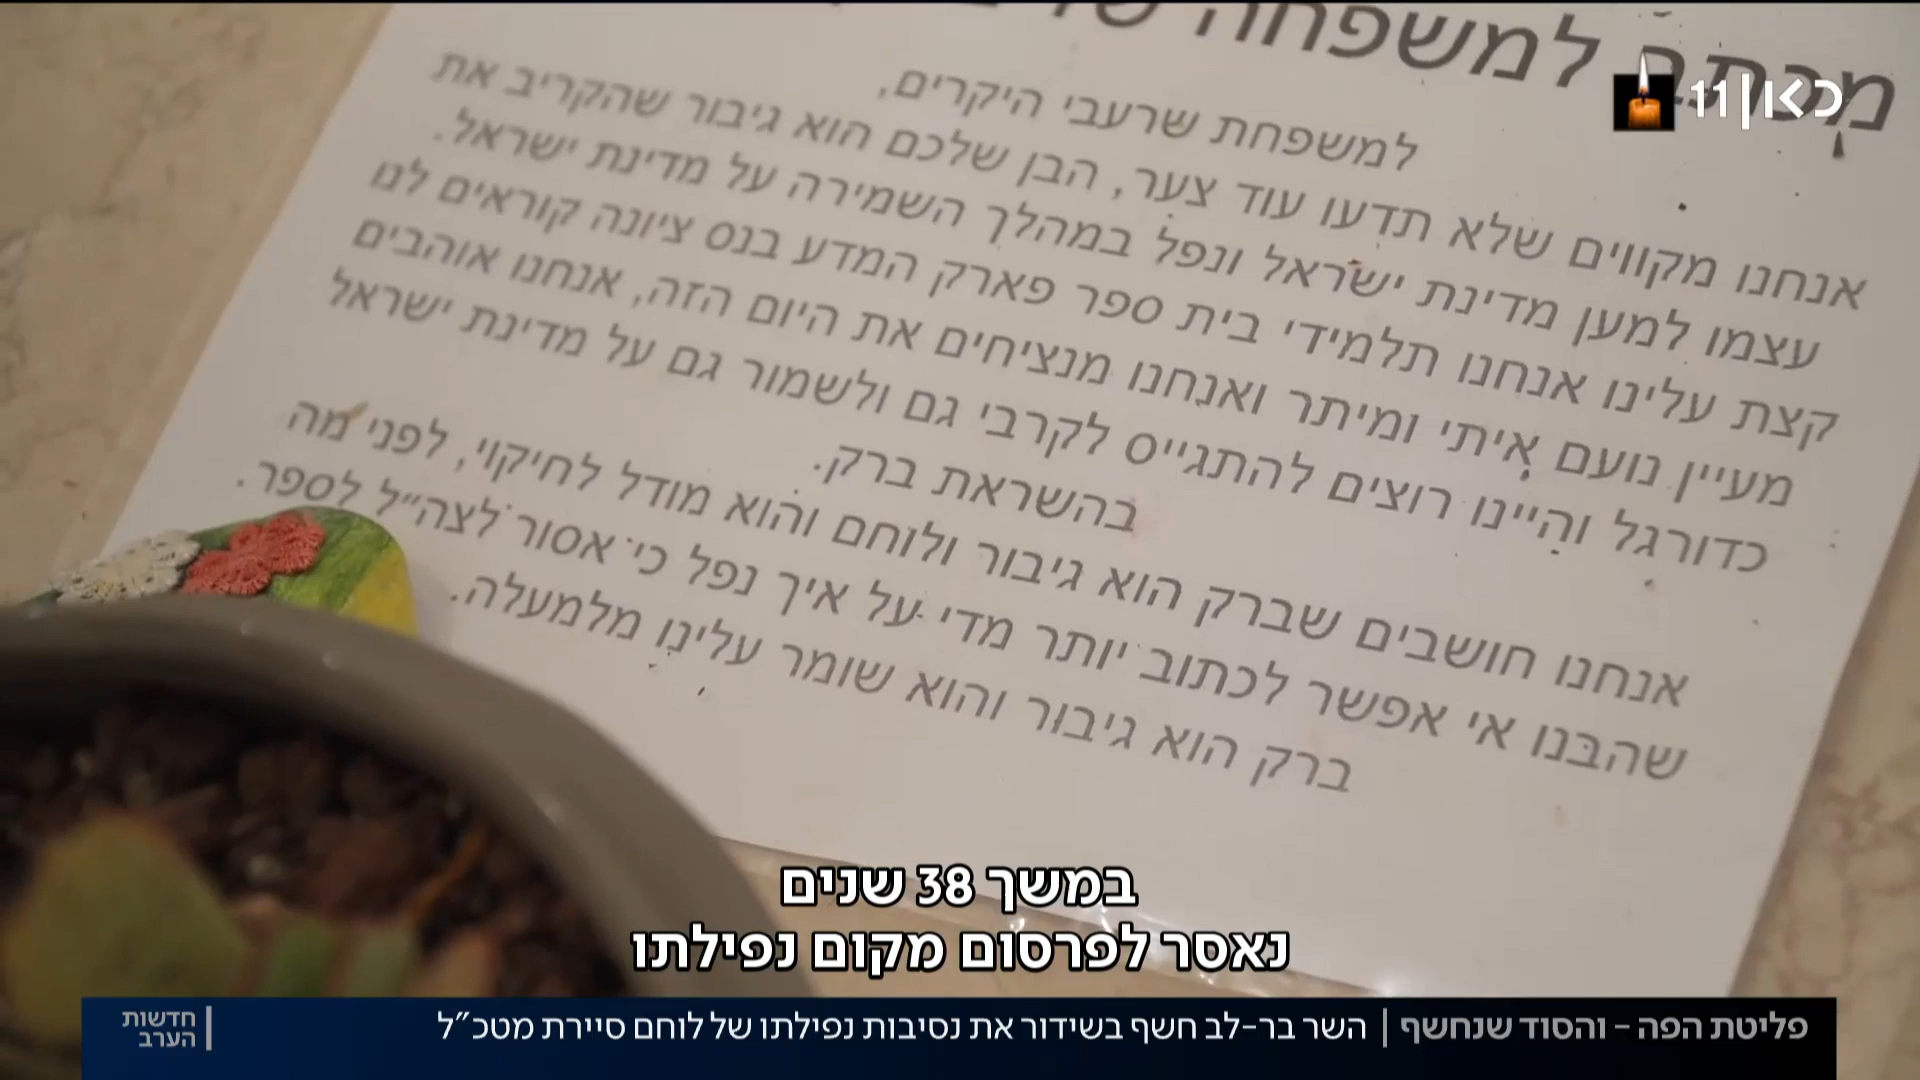 מכתב למשפחה
כאן 11
למשפחת שרעבי היקרים,
אנחנו מקווים שלא תדעו עוד צער, הבן שלכם הוא גיבור שהקריב את
עצמו למען מדינת ישראל ונפל במהלך השמירה על מדינת ישראל.
קצת עלינו אנחנו תלמידי בית ספר פארק המדע בנס ציונה קוראים לנו
מעיין נועם איתי ומיתר ואנחנו מנציחים את היום הזה, אנחנו אוהבים
כדורגל והיינו רוצים להתגייס לקרבי גם ולשמור גם על מדינת ישראל
בהשראת ברק.
אנחנו חושבים שברק הוא גיבור ולוחם והוא מודל לחיקוי, לפני מה
שהבנו אי אפשר לכתוב יותר מדי על איך נפל כי אסור לצה״ל לספר.
ברק הוא גיבור והוא שומר עלינו מלמעלה.
במשך 38 שנים
נאסר לפרסום מקום נפילתו
פליטת הפה - והסוד שנחשף | השר בר-לב חשף בשידור את נסיבות נפילתו של לוחם סיירת מטכ״ל
חדשות
הערב